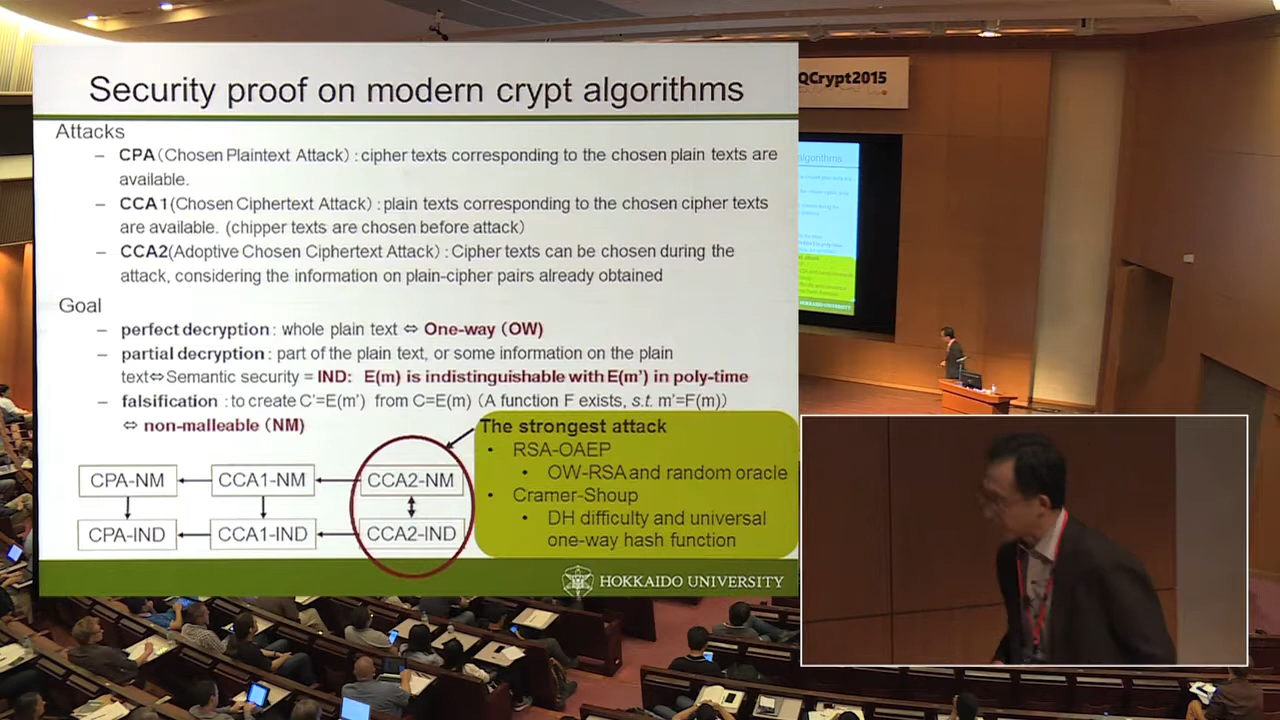 Security proof on modern crypt algorithms
QCrypt2015
Attacks
– CPA (Chosen Plaintext Attack) : cipher texts corresponding to the chosen plain texts are
available.
– CCA1(Chosen Ciphertext Attack) : plain texts corresponding to the chosen cipher texts
are available. (chipper texts are chosen before attack)
– CCA2(Adoptive Chosen Ciphertext Attack) : Cipher texts can be chosen during the
attack, considering the information on plain-cipher pairs already obtained
Goal
– perfect decryption : whole plain text ⇔ One-way (OW)
– partial decryption : part of the plain text, or some information on the plain
text⇔Semantic security = IND: E(m) is indistinguishable with E(m') in poly-time
– falsification : to create C'=E(m') from C=E(m) (A function F exists, s.t. m'=F(m))
⇔ non-malleable (NM)
The strongest attack
• RSA-OAEP
• OW-RSA and random oracle
• Cramer-Shoup
• DH difficulty and universal
one-way hash function
CPA-NM CCA1-NM CCA2-NM
CPA-IND CCA1-IND CCA2-IND
HOKKAIDO UNIVERSITY
algorithms
HOKKAIDO UNIVERSITY